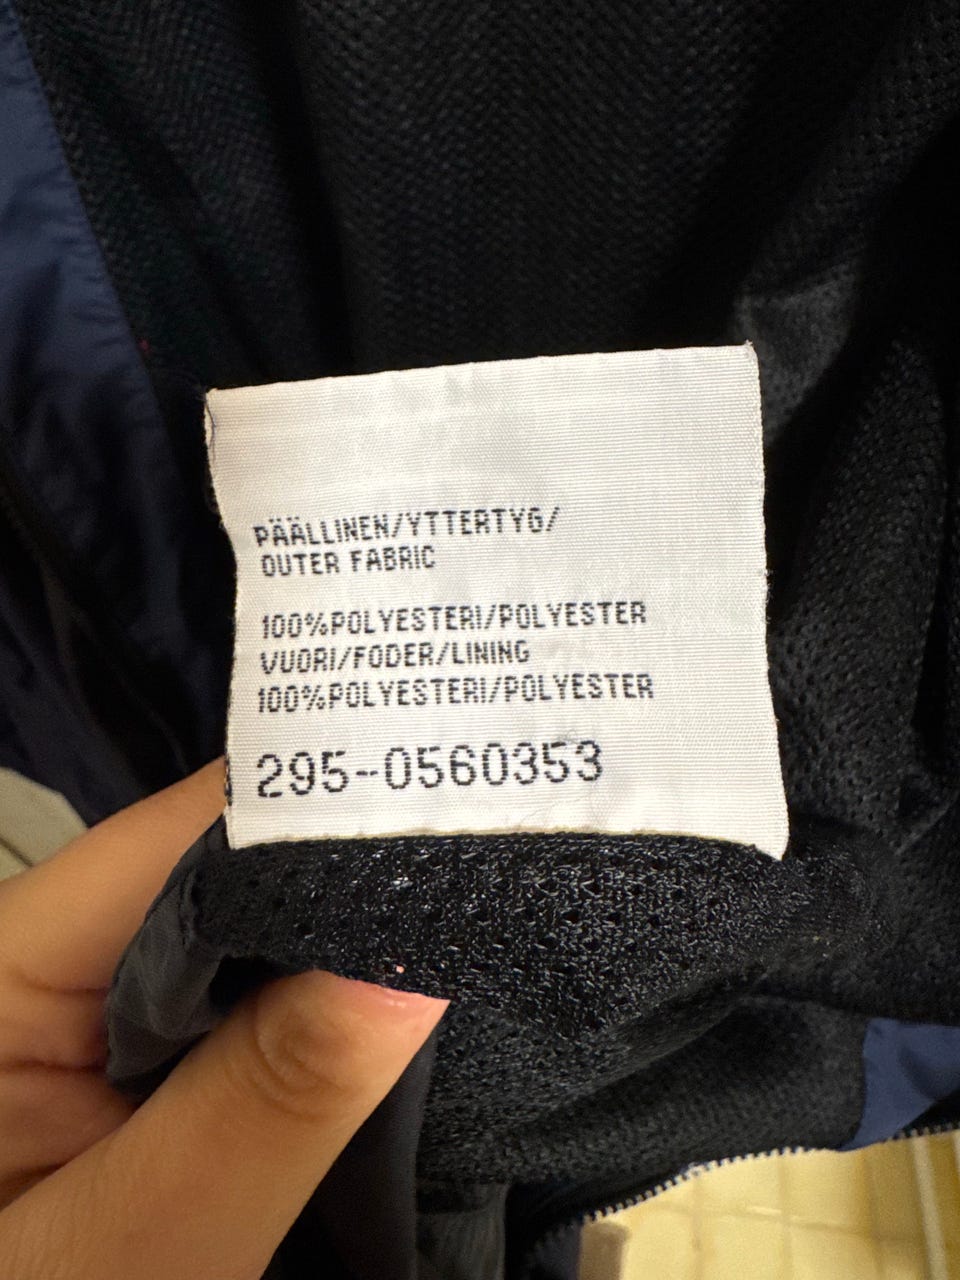 PÄÄLLINEN/YTTERTYG/
OUTER FABRIC
100%POLYESTERI/POLYESTER
VUORI/FODER/LINING
100%POLYESTERI/POLYESTER
295-0560353